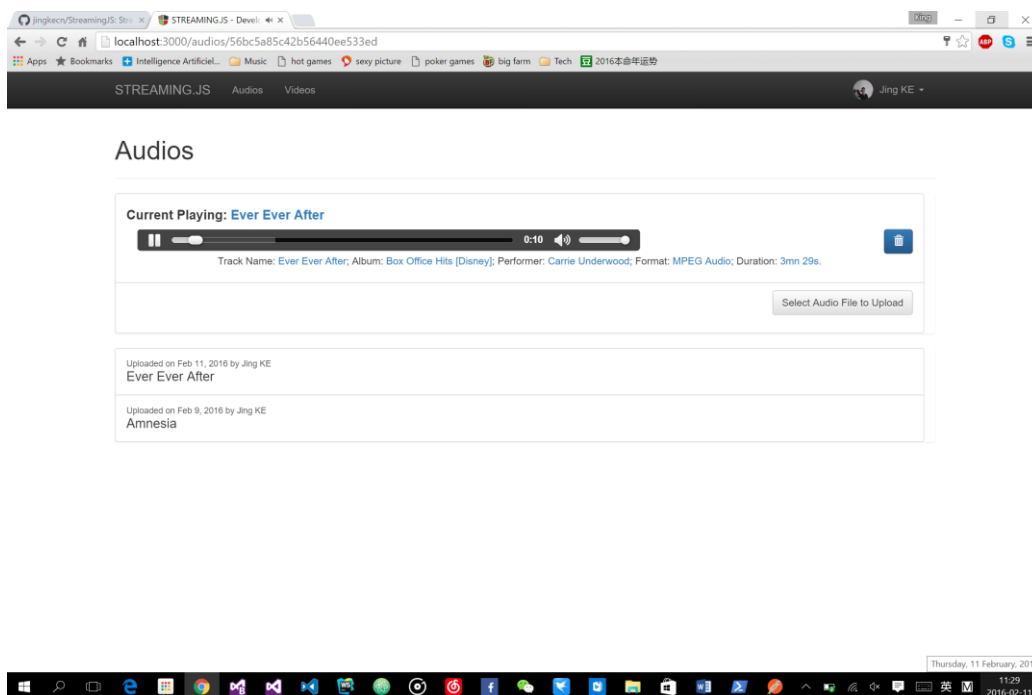 jingkecn/StreamingJS: Stre
STREAMING.JS - Develo
Xing
localhost:3000/audios/56bc5a85c42b56440ee533ed
ABP
Apps Bookmarks Intelligence Artificiel... Music hot games sexy picture poker games big farm Tech 豆 2016本命年运势
STREAMING.JS Audios Videos Jing KE
Audios
Current Playing: Ever Ever After
0:10
Track Name: Ever Ever After; Album: Box Office Hits [Disney]; Performer: Carrie Underwood; Format: MPEG Audio; Duration: 3mn 29s.
Select Audio File to Upload
Uploaded on Feb 11, 2016 by Jing KE
Ever Ever After
Uploaded on Feb 9, 2016 by Jing KE
Amnesia
Thursday, 11 February, 201
英 M 11:29
2016-02-11